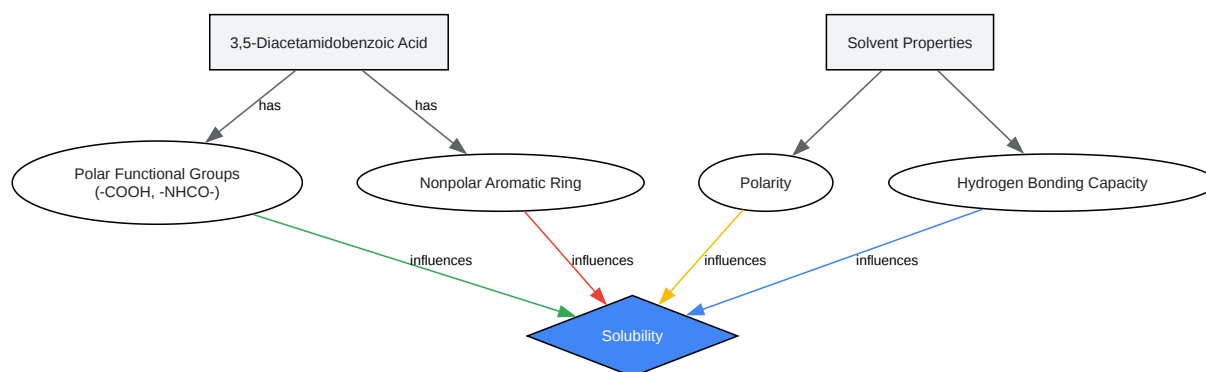 3,5-Diacetamidobenzoic Acid
Solvent Properties
has
has
Polar Functional Groups
(-COOH, -NHCO-)
Nonpolar Aromatic Ring
Polarity
Hydrogen Bonding Capacity
influences
influences
influences
influences
Solubility